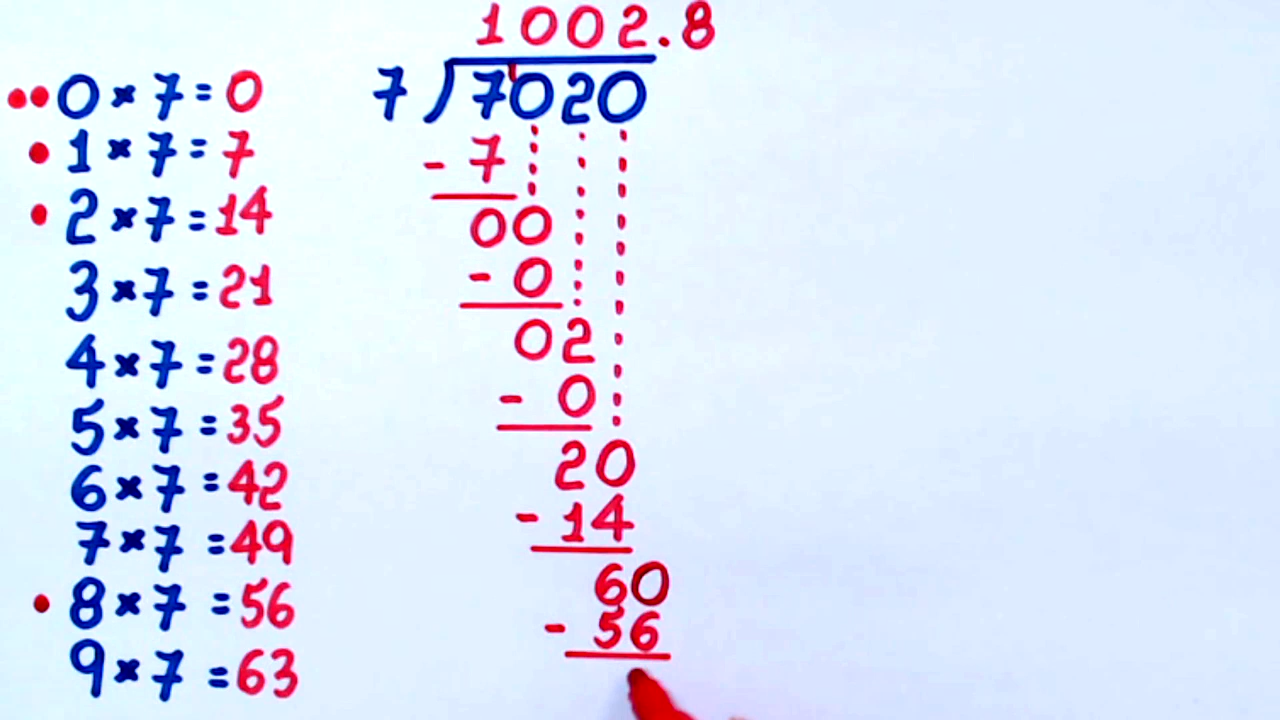 0 × 7 = 0
1 × 7 = 7
2 × 7 = 14
3 × 7 = 21
4 × 7 = 28
5 × 7 = 35
6 × 7 = 42
7 × 7 = 49
8 × 7 = 56
9 × 7 = 63
1002.8
7 7020
- 7
00
- 0
02
- 0
20
- 14
60
- 56